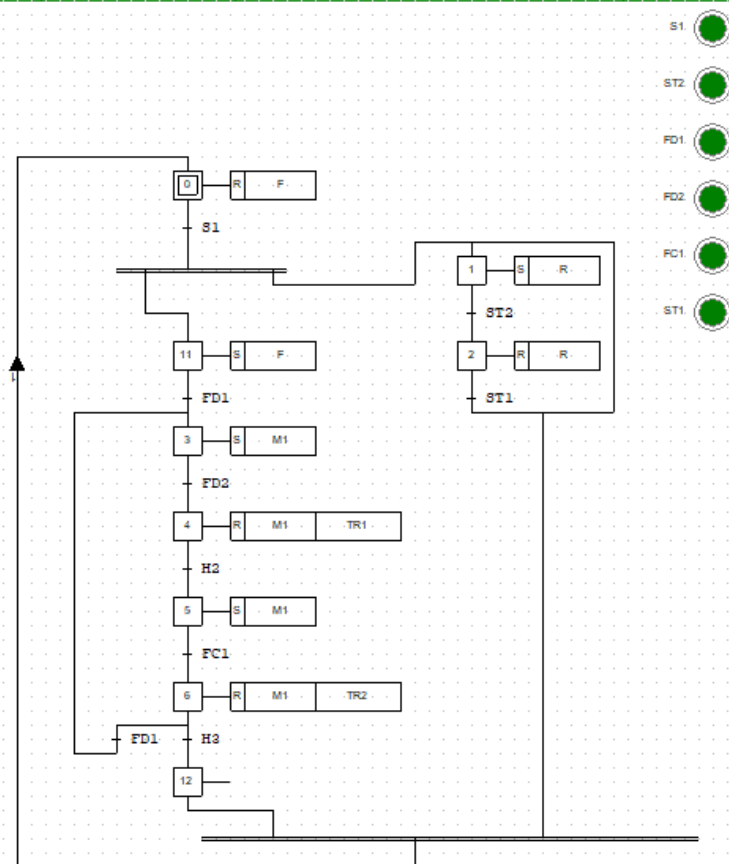 S1
ST2
FD1
0 R F
S1
FD2
FC1
1 S R
ST1
ST2
11 S F
2 R R
FD1
ST1
3 S M1
FD2
4 R M1 TR1
H2
5 S M1
FC1
6 R M1 TR2
FD1 H3
12